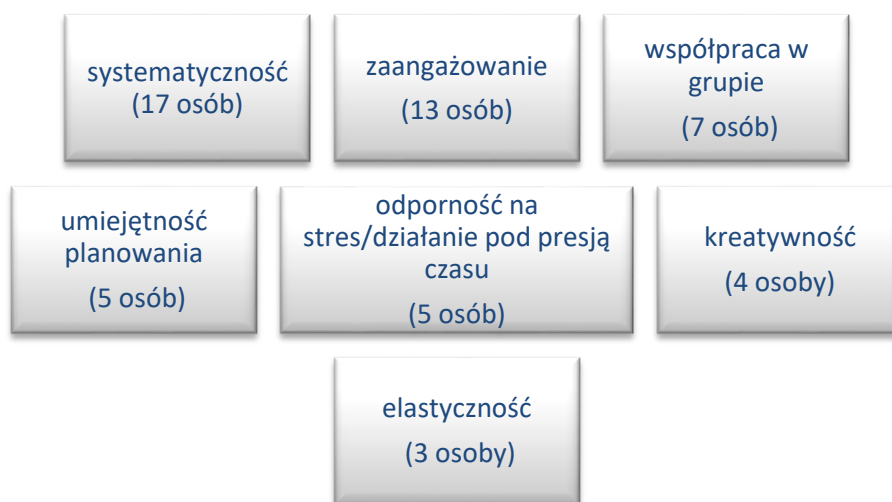 systematyczność
(17 osób)
zaangażowanie
(13 osób)
współpraca w
grupie
(7 osób)
umiejętność
planowania
(5 osób)
odporność na
stres/działanie pod presją
czasu
(5 osób)
kreatywność
(4 osoby)
elastyczność
(3 osoby)